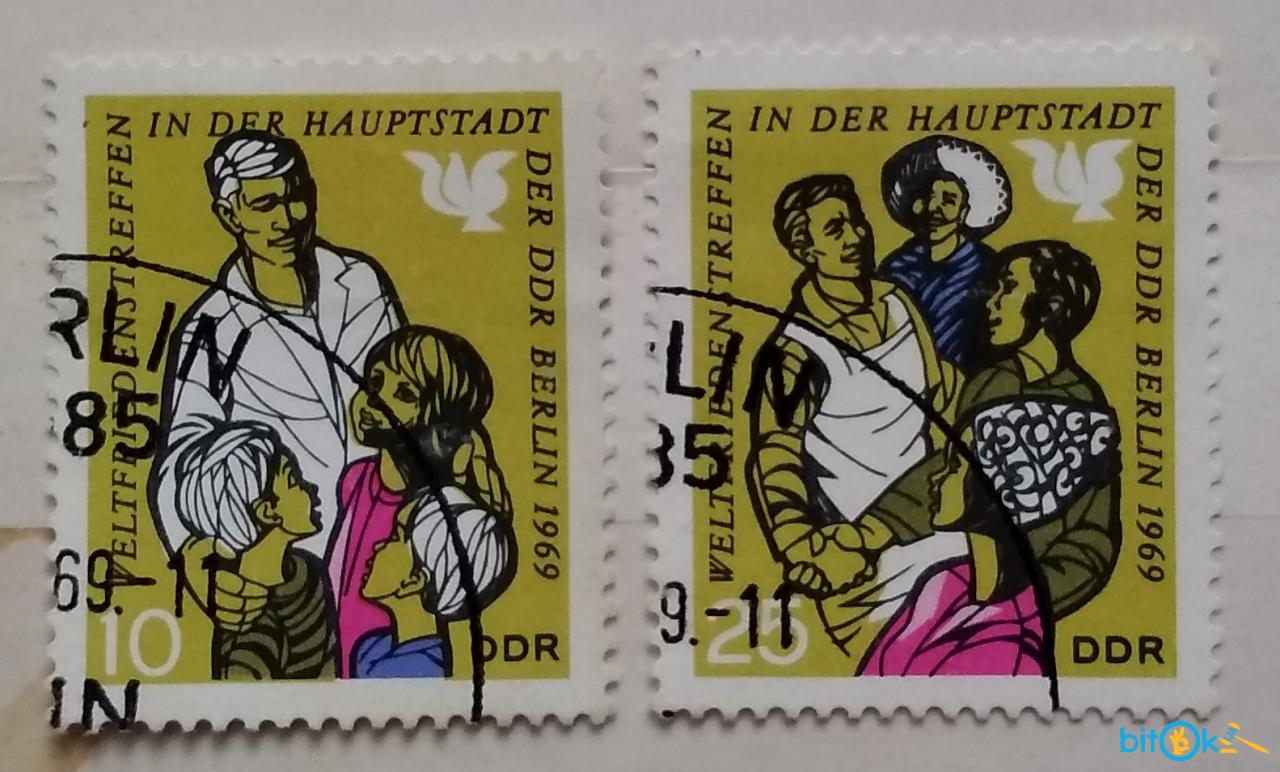 WELTFRIEDENSTREFFEN
IN DER HAUPTSTADT
DER DDR BERLIN 1969
RLIN
85
69.-11
10
DDR
IN
WELTFRIEDENSTREFFEN
IN DER HAUPTSTADT
DER DDR BERLIN 1969
LIN
85
9.-11
25
DDR
bitOk